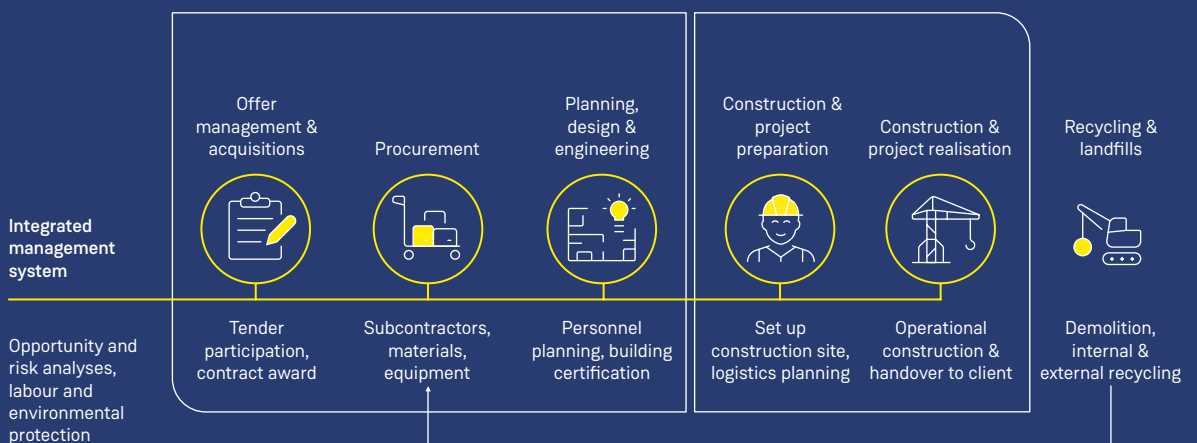 Offer
management &
acquisitions
Procurement
Planning,
design &
engineering
Construction &
project
preparation
Construction &
project realisation
Recycling &
landfills
Integrated
management
system
Opportunity and
risk analyses,
labour and
environmental
protection
Tender
participation,
contract award
Subcontractors,
materials,
equipment
Personnel
planning, building
certification
Set up
construction site,
logistics planning
Operational
construction &
handover to client
Demolition,
internal &
external recycling